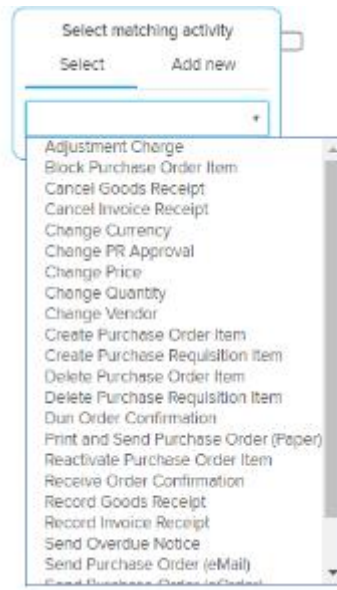 Select matching activity
Select Add new
Adjustment Charge
Block Purchase Order Item
Cancel Goods Receipt
Cancel Invoice Receipt
Change Currency
Change PR Approval
Change Price
Change Quantity
Change Vendor
Create Purchase Order Item
Create Purchase Requisition Item
Delete Purchase Order Item
Delete Purchase Requisition Item
Dun Order Confirmation
Print and Send Purchase Order (Paper)
Reactivate Purchase Order Item
Receive Order Confirmation
Record Goods Receipt
Record Invoice Receipt
Send Overdue Notice
Send Purchase Order (eMail)